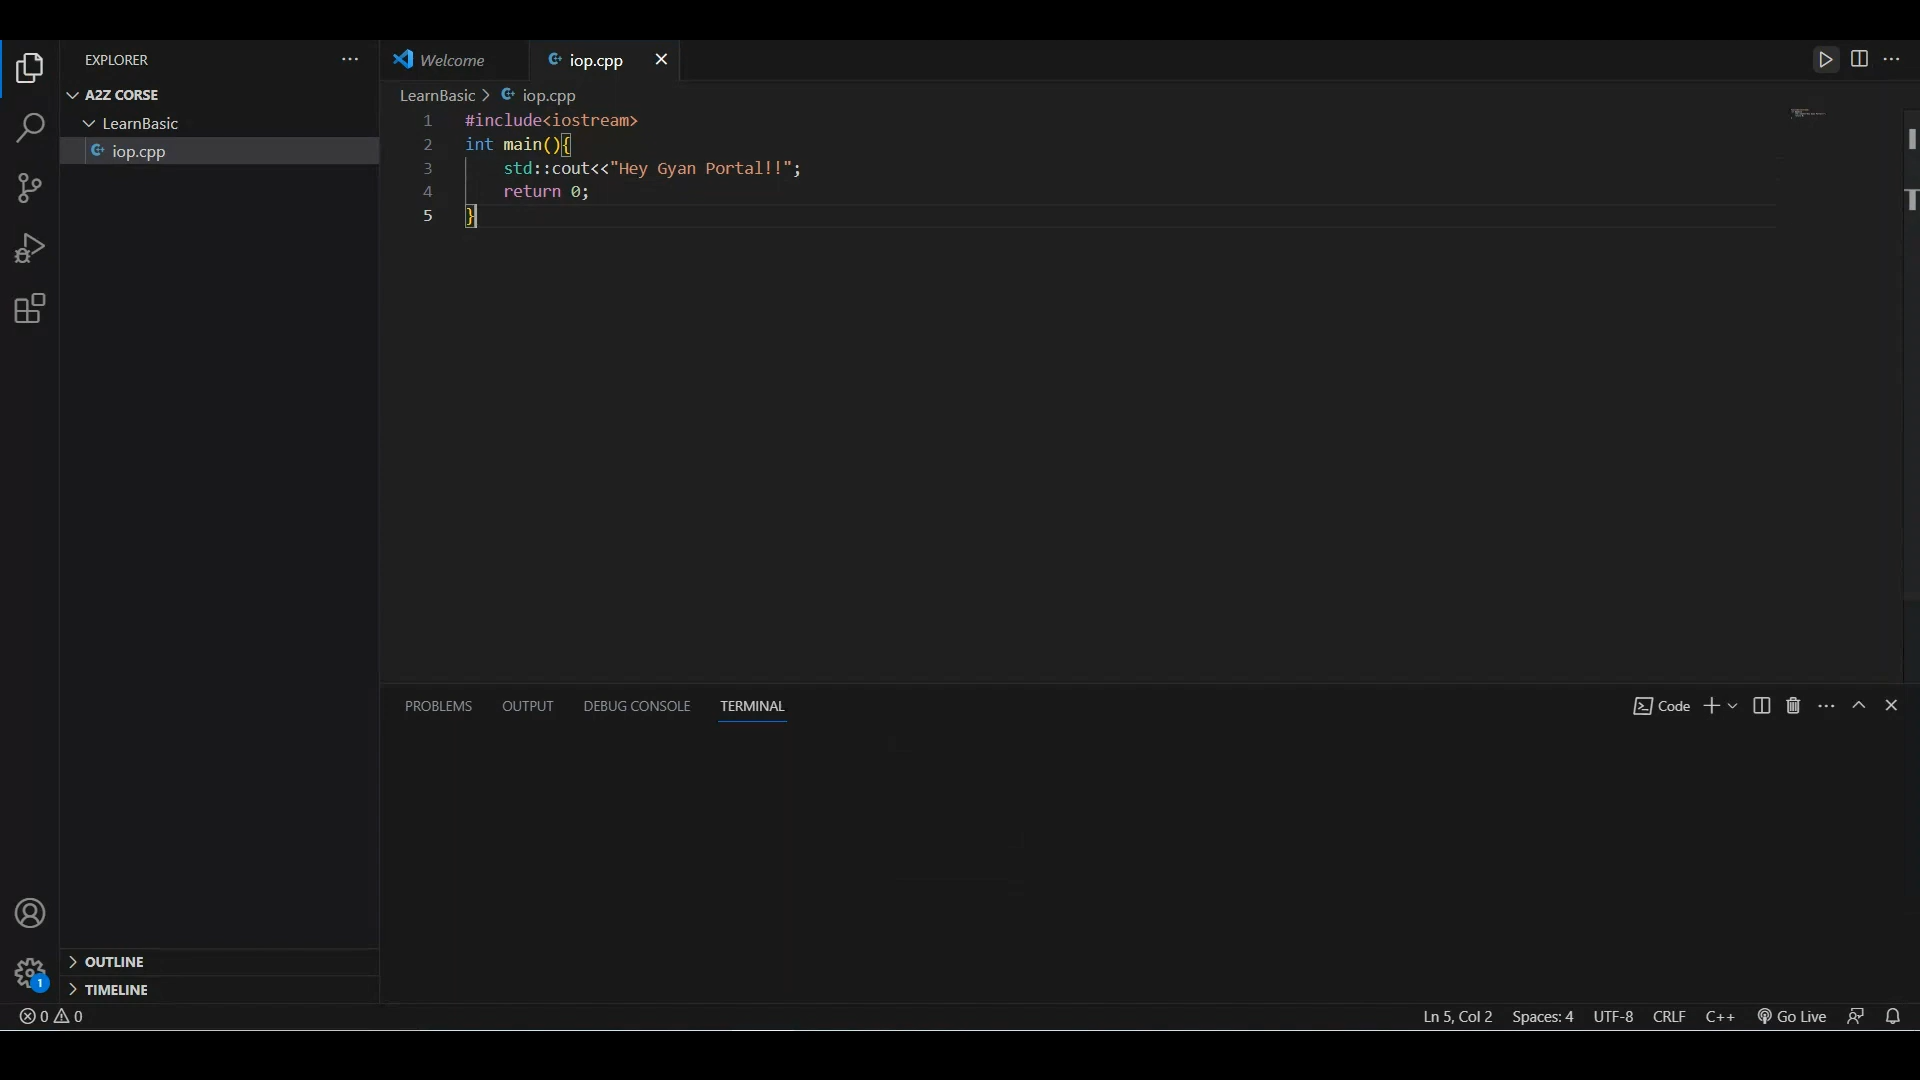 EXPLORER
A2Z CORSE
LearnBasic
iop.cpp
OUTLINE
TIMELINE
Welcome
iop.cpp
LearnBasic > iop.cpp
1 #include<iostream>
2 int main(){
3 std::cout<<"Hey Gyan Portal!!";
4 return 0;
5 }
PROBLEMS OUTPUT DEBUG CONSOLE TERMINAL
Code
1
0 0
Ln 5, Col 2 Spaces: 4 UTF-8 CRLF C++ Go Live